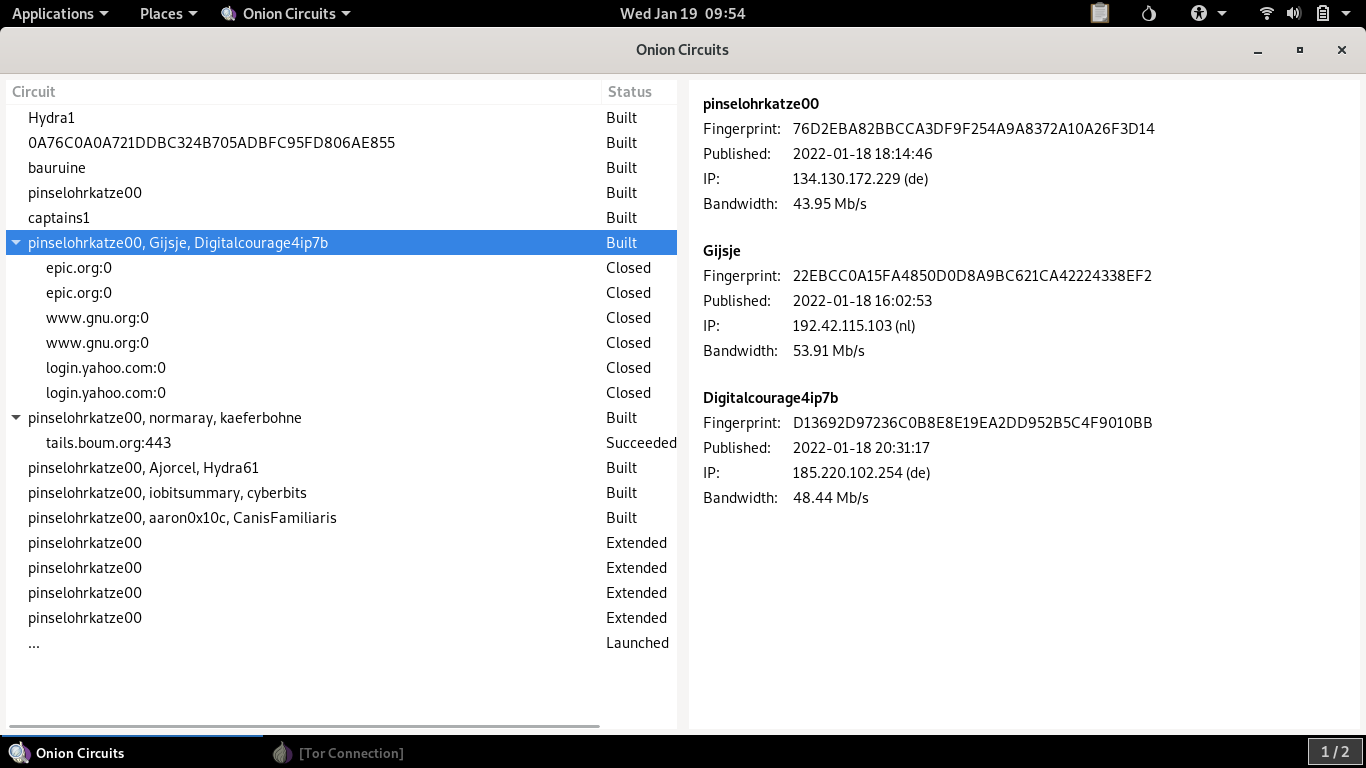 Applications Places Onion Circuits Wed Jan 19 09:54
Onion Circuits
Circuit Status
Hydra1 Built
0A76C0A0A721DDBC324B705ADBFC95FD806AE855 Built
bauruine Built
pinselohrkatze00 Built
captains1 Built
pinselohrkatze00, Gijsje, Digitalcourage4ip7b Built
epic.org:0 Closed
epic.org:0 Closed
www.gnu.org:0 Closed
www.gnu.org:0 Closed
login.yahoo.com:0 Closed
login.yahoo.com:0 Closed
pinselohrkatze00, normaray, kaeferbohne Built
tails.boum.org:443 Succeeded
pinselohrkatze00, Ajorcel, Hydra61 Built
pinselohrkatze00, iobitsummary, cyberbits Built
pinselohrkatze00, aaron0x10c, CanisFamiliaris Built
pinselohrkatze00 Extended
pinselohrkatze00 Extended
pinselohrkatze00 Extended
pinselohrkatze00 Extended
... Launched
pinselohrkatze00
Fingerprint: 76D2EBA82BBCCA3DF9F254A9A8372A10A26F3D14
Published: 2022-01-18 18:14:46
IP: 134.130.172.229 (de)
Bandwidth: 43.95 Mb/s
Gijsje
Fingerprint: 22EBCC0A15FA4850D0D8A9BC621CA42224338EF2
Published: 2022-01-18 16:02:53
IP: 192.42.115.103 (nl)
Bandwidth: 53.91 Mb/s
Digitalcourage4ip7b
Fingerprint: D13692D97236C0B8E8E19EA2DD952B5C4F9010BB
Published: 2022-01-18 20:31:17
IP: 185.220.102.254 (de)
Bandwidth: 48.44 Mb/s
Onion Circuits [Tor Connection] 1 / 2